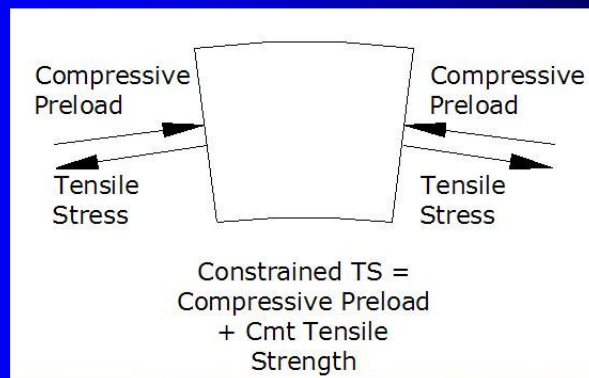 Compressive
Preload
Tensile
Stress
Compressive
Preload
Tensile
Stress
Constrained TS =
Compressive Preload
+ Cmt Tensile
Strength